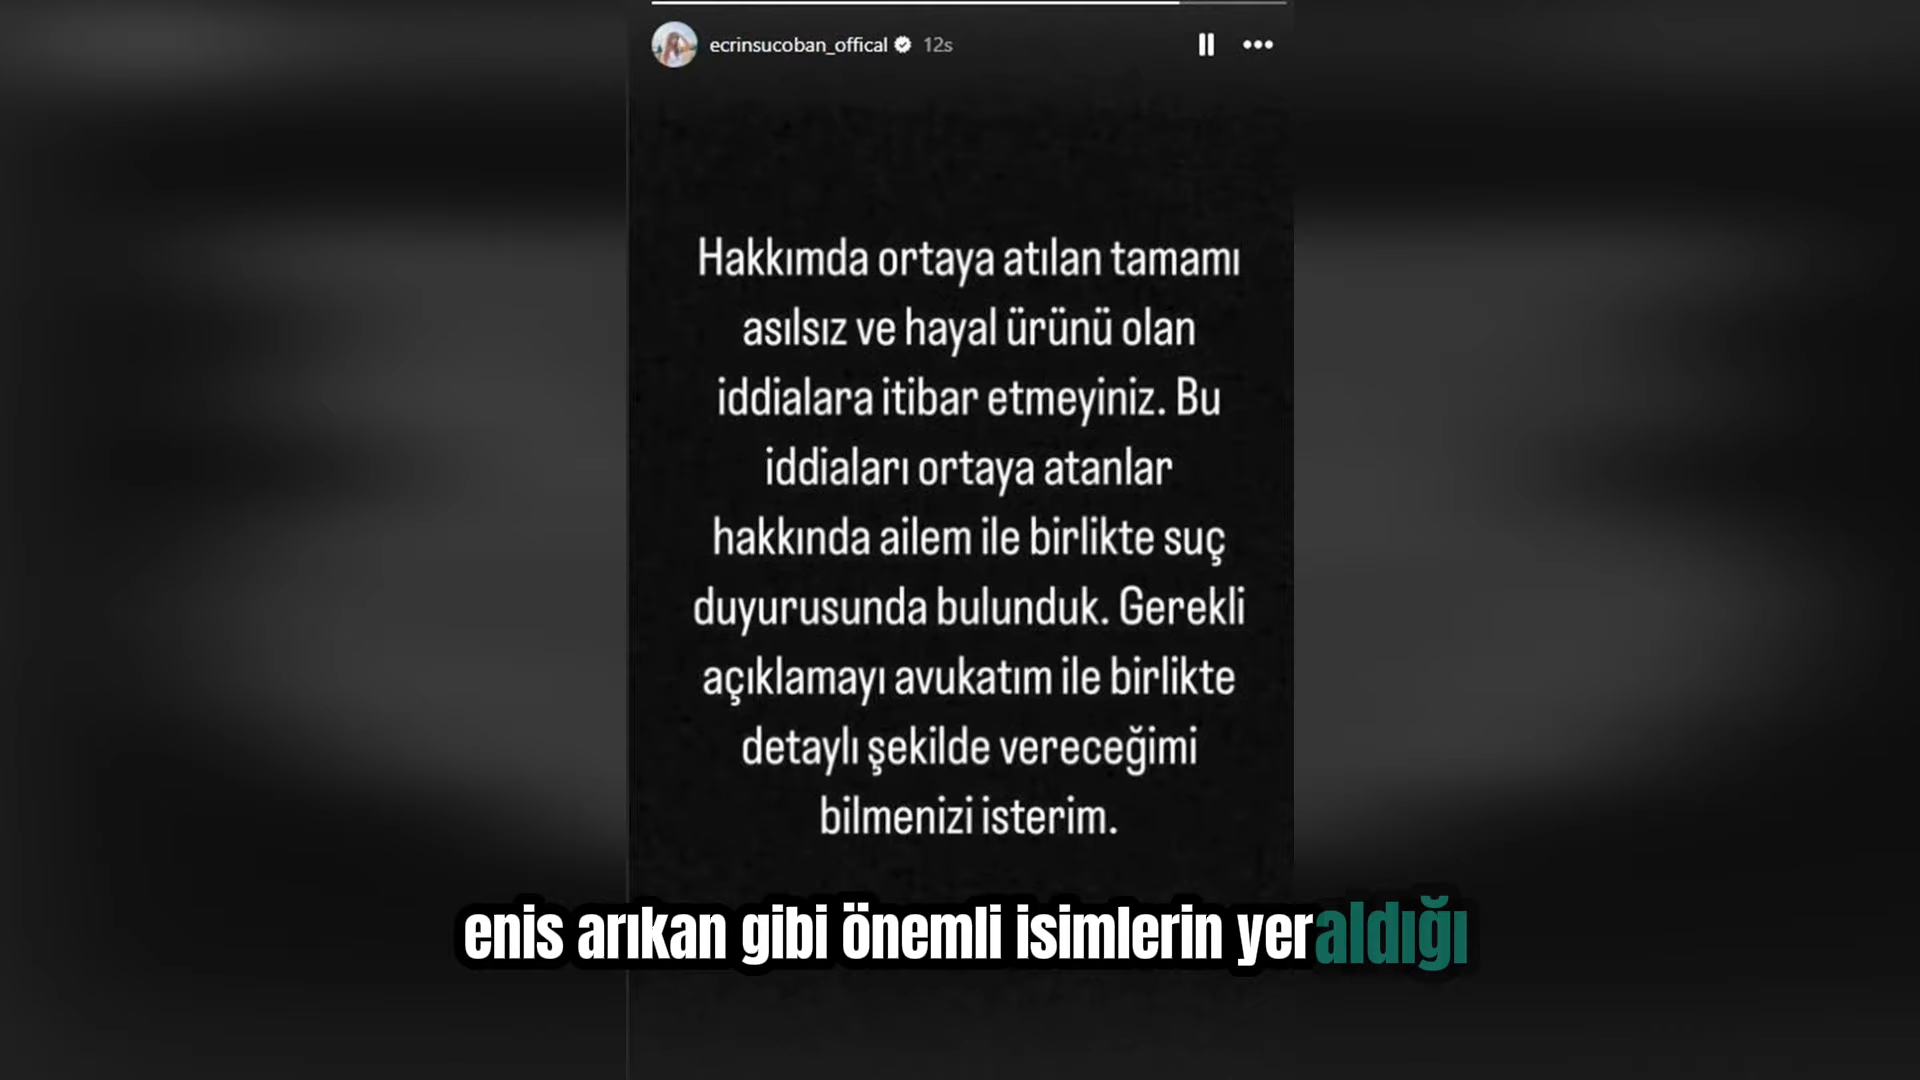 ecrinsucoban_offical 12s
Hakkımda ortaya atılan tamamı
asılsız ve hayal ürünü olan
iddialara itibar etmeyiniz. Bu
iddiaları ortaya atanlar
hakkında ailem ile birlikte suç
duyurusunda bulunduk. Gerekli
açıklamayı avukatım ile birlikte
detaylı şekilde vereceğimi
bilmenizi isterim.
enis arıkan gibi önemli isimlerin yer aldığı